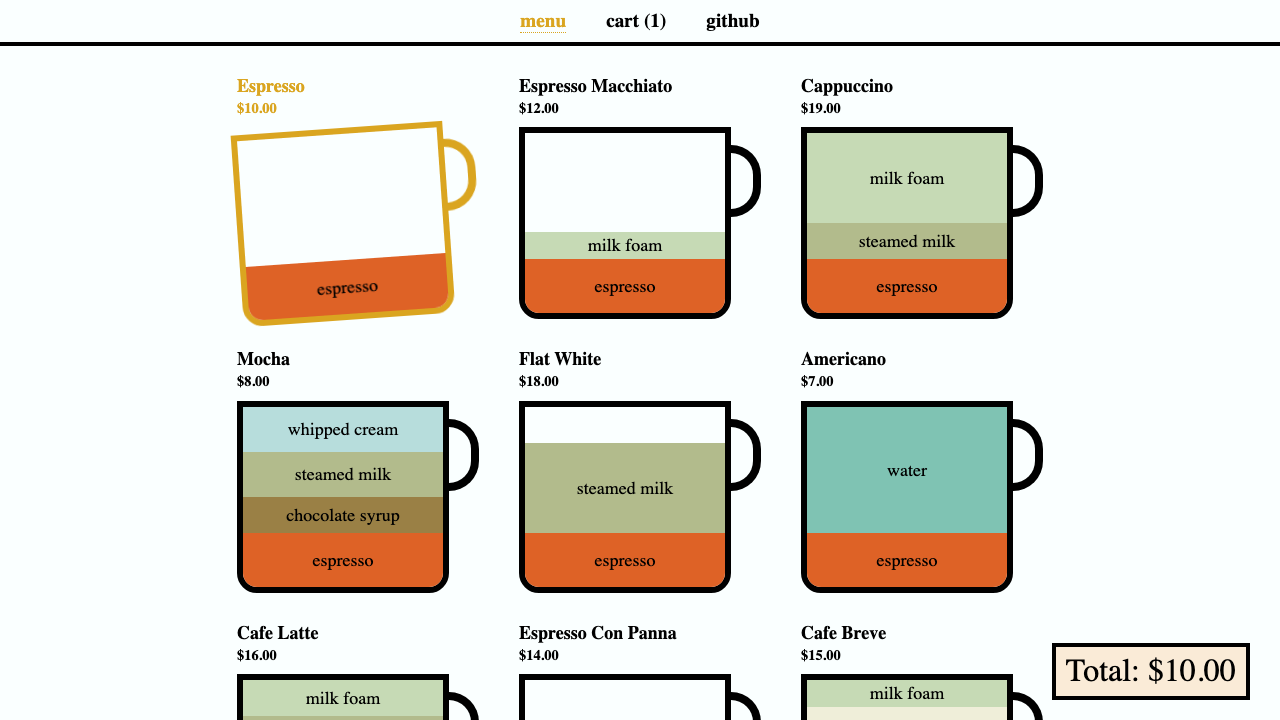 menu cart (1) github
Espresso
$10.00
espresso
Espresso Macchiato
$12.00
milk foam
espresso
Cappuccino
$19.00
milk foam
steamed milk
espresso
Mocha
$8.00
whipped cream
steamed milk
chocolate syrup
espresso
Flat White
$18.00
steamed milk
espresso
Americano
$7.00
water
espresso
Cafe Latte
$16.00
milk foam
Espresso Con Panna
$14.00
Cafe Breve
$15.00
milk foam
Total: $10.00